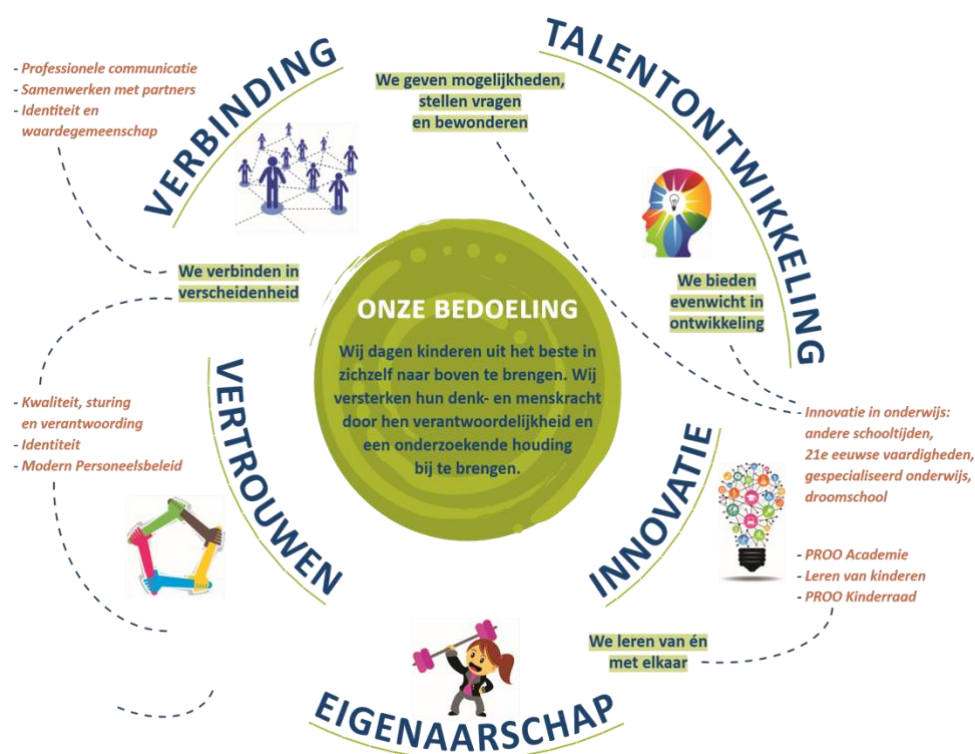 VERBINDING
- Professionele communicatie
- Samenwerken met partners
- Identiteit en
waardegemeenschap
We verbinden in
verscheidenheid
TALENTONTWIKKELING
We geven mogelijkheden,
stellen vragen
en bewonderen
We bieden
evenwicht in
ontwikkeling
ONZE BEDOELING
Wij dagen kinderen uit het beste in
zichzelf naar boven te brengen. Wij
versterken hun denk- en menskracht
door hen verantwoordelijkheid en
een onderzoekende houding
bij te brengen.
VERTROUWEN
- Kwaliteit, sturing
en verantwoording
- Identiteit
- Modern Personeelsbeleid
INNOVATIE
- Innovatie in onderwijs:
andere schooltijden,
21e eeuwse vaardigheden,
gespecialiseerd onderwijs,
droomschool
- PROO Academie
- Leren van kinderen
- PROO Kinderraad
We leren van én
met elkaar
EIGENAARSCHAP